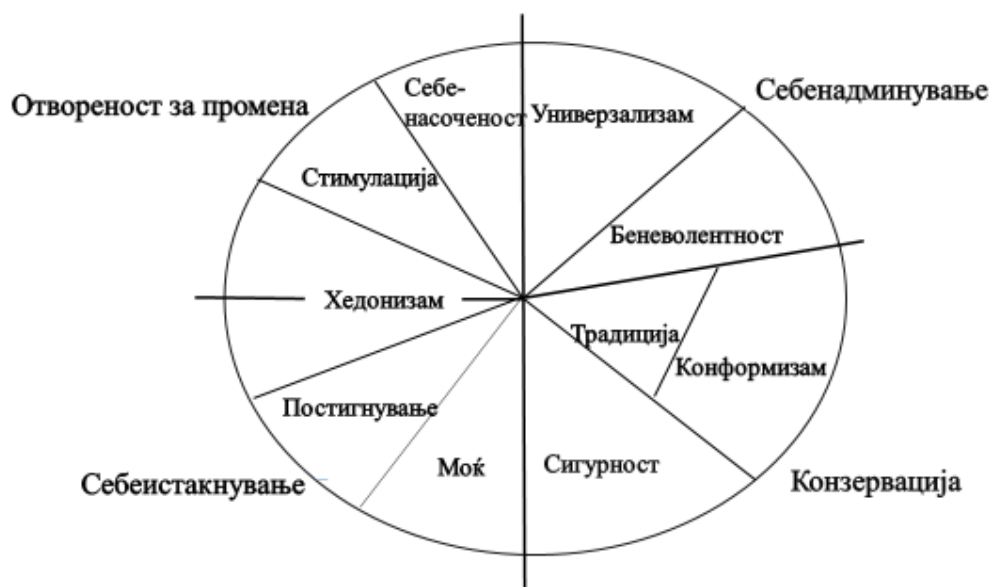 Отвореност за промена
Себе-
насоченост
Универзализам
Себенадминување
Стимулација
Беневолентност
Хедонизам
Традиција
Конформизам
Постигнување
Моќ
Сигурност
Себеистакнување
Конзервација